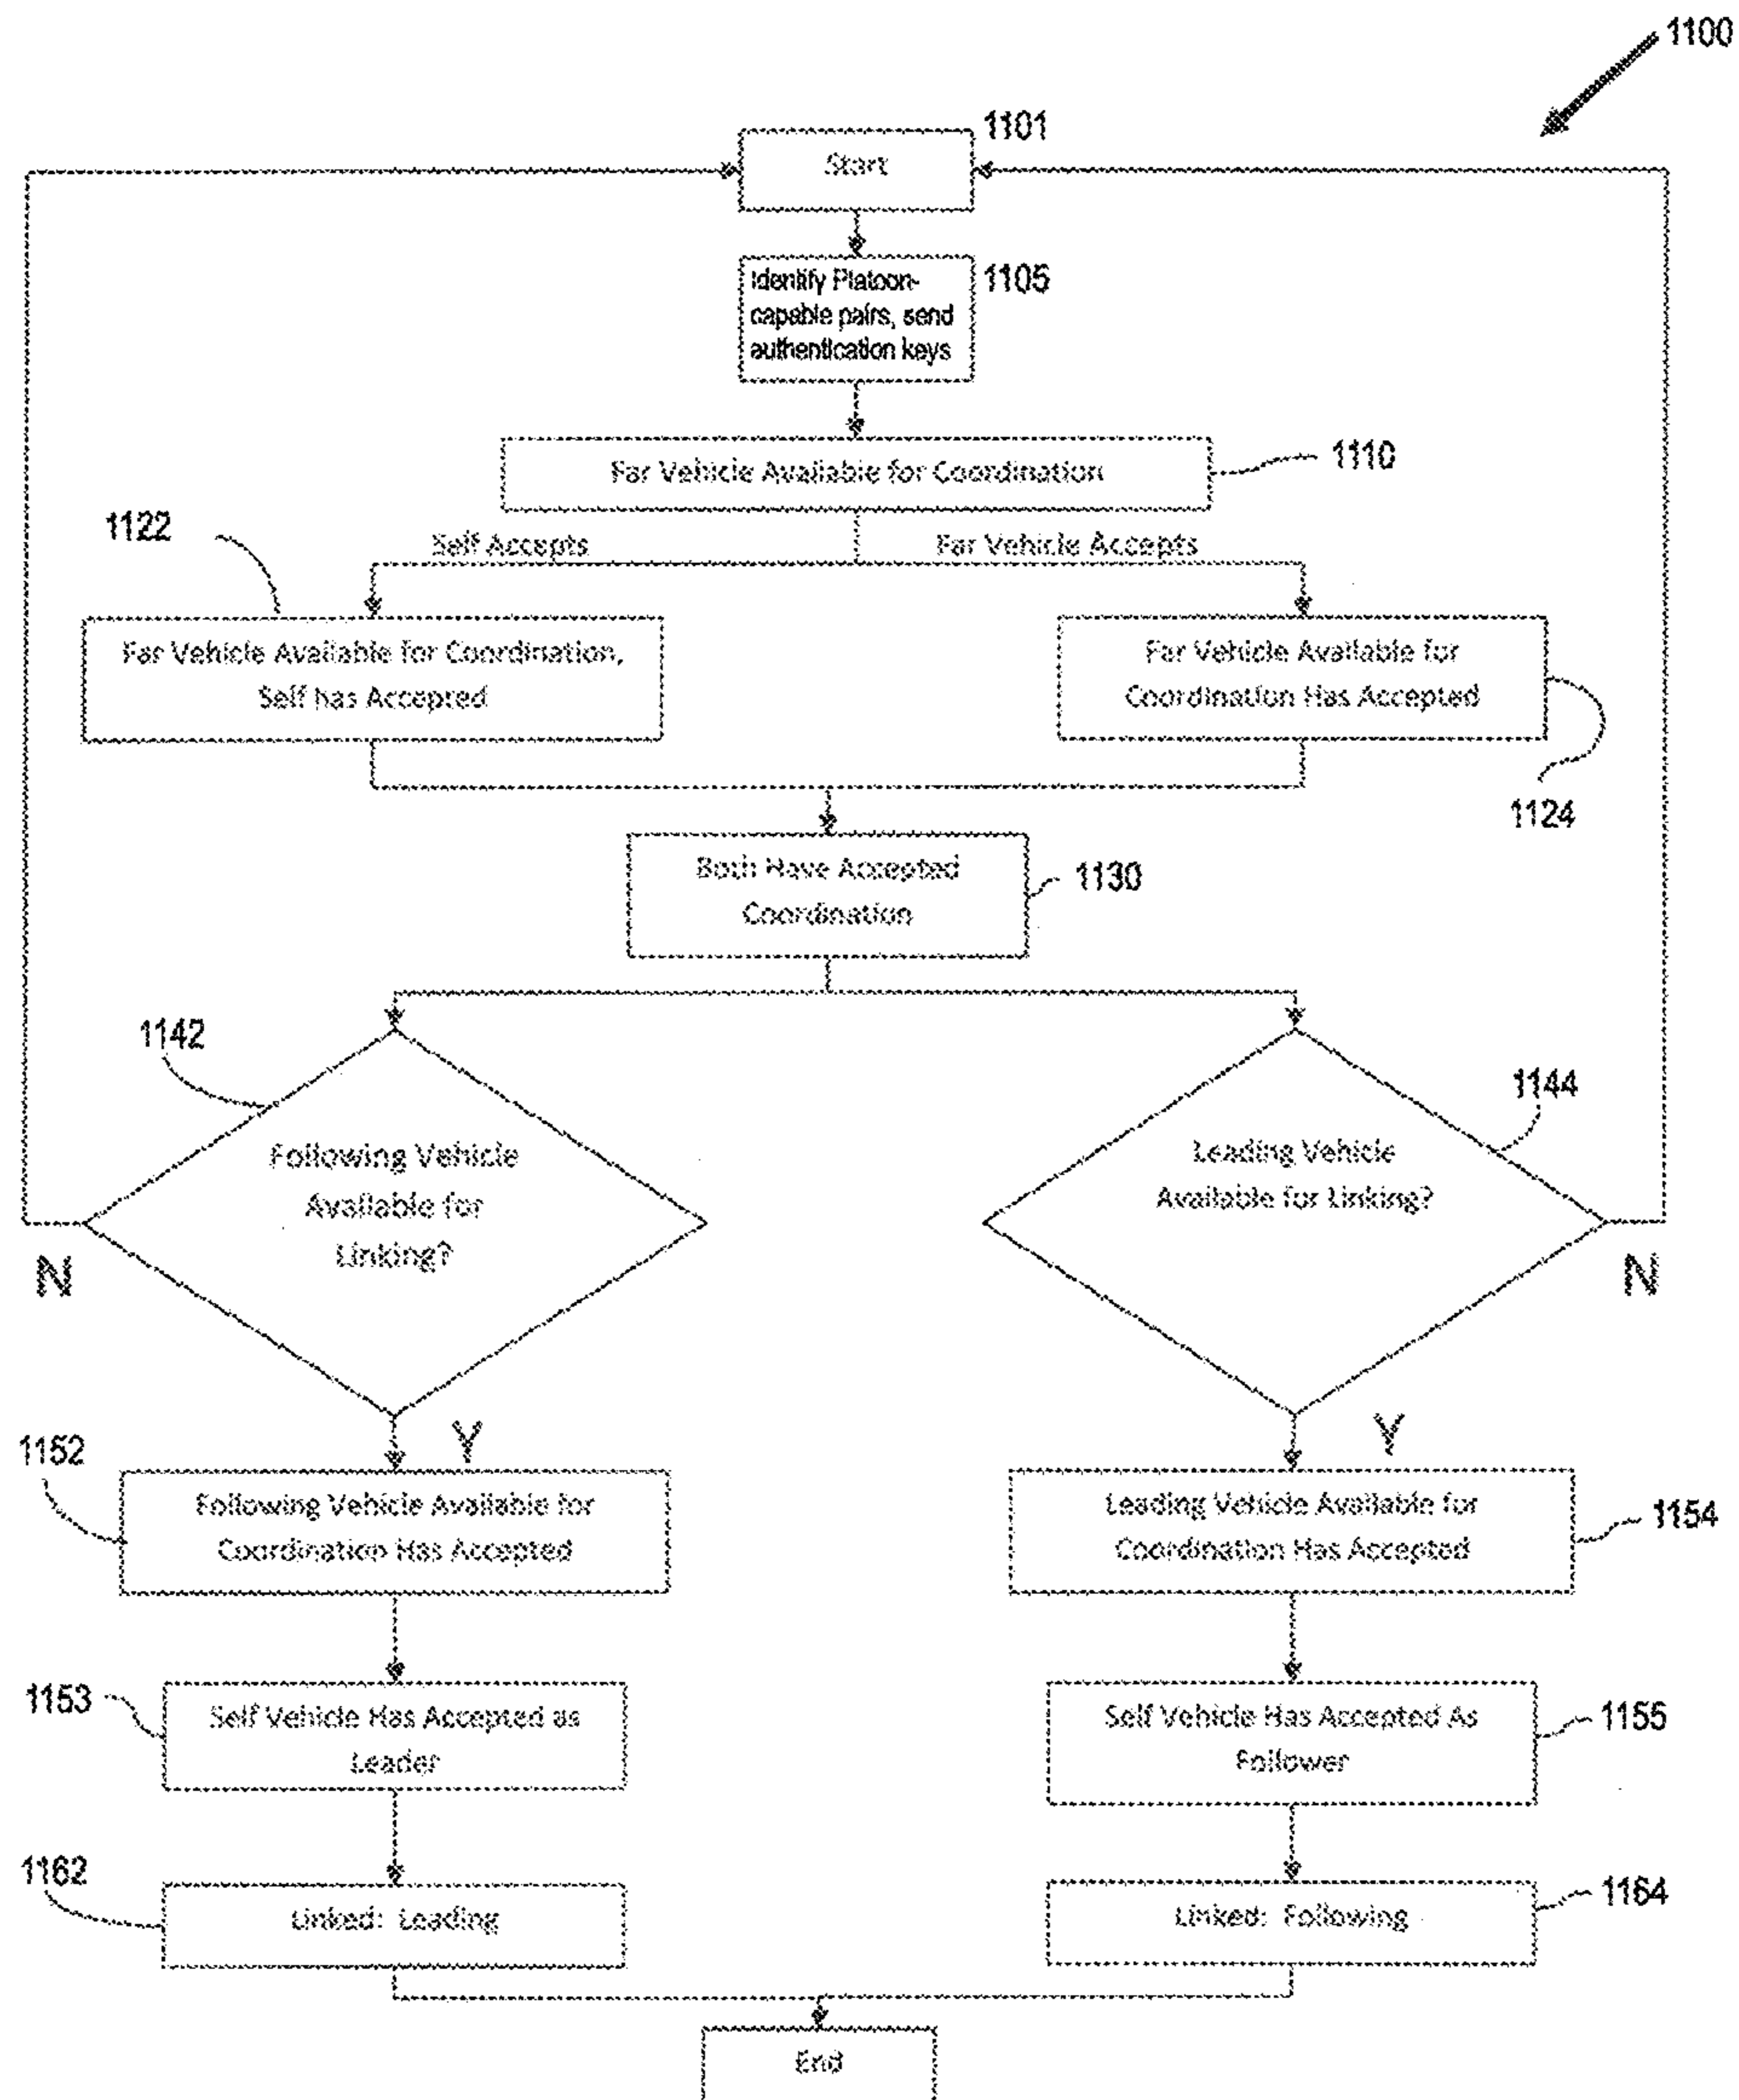 1100
1101
Start
1105
Identify Platoon-
capable pairs, send
authentication keys
Far Vehicle Available for Coordination
1110
1122
Self Accepts
Far Vehicle Accepts
Far Vehicle Available for Coordination,
Self has Accepted
Far Vehicle Available for
Coordination Has Accepted
1124
Both Have Accepted
Coordination
1130
1142
Following Vehicle
Available for
Linking?
1144
Leading Vehicle
Available for Linking?
N
N
Y
Y
1152
Following Vehicle Available for
Coordination Has Accepted
Leading Vehicle Available for
Coordination Has Accepted
1154
1153
Self Vehicle Has Accepted as
Leader
Self Vehicle Has Accepted As
Follower
1155
1162
Linked: Leading
Linked: Following
1164
End